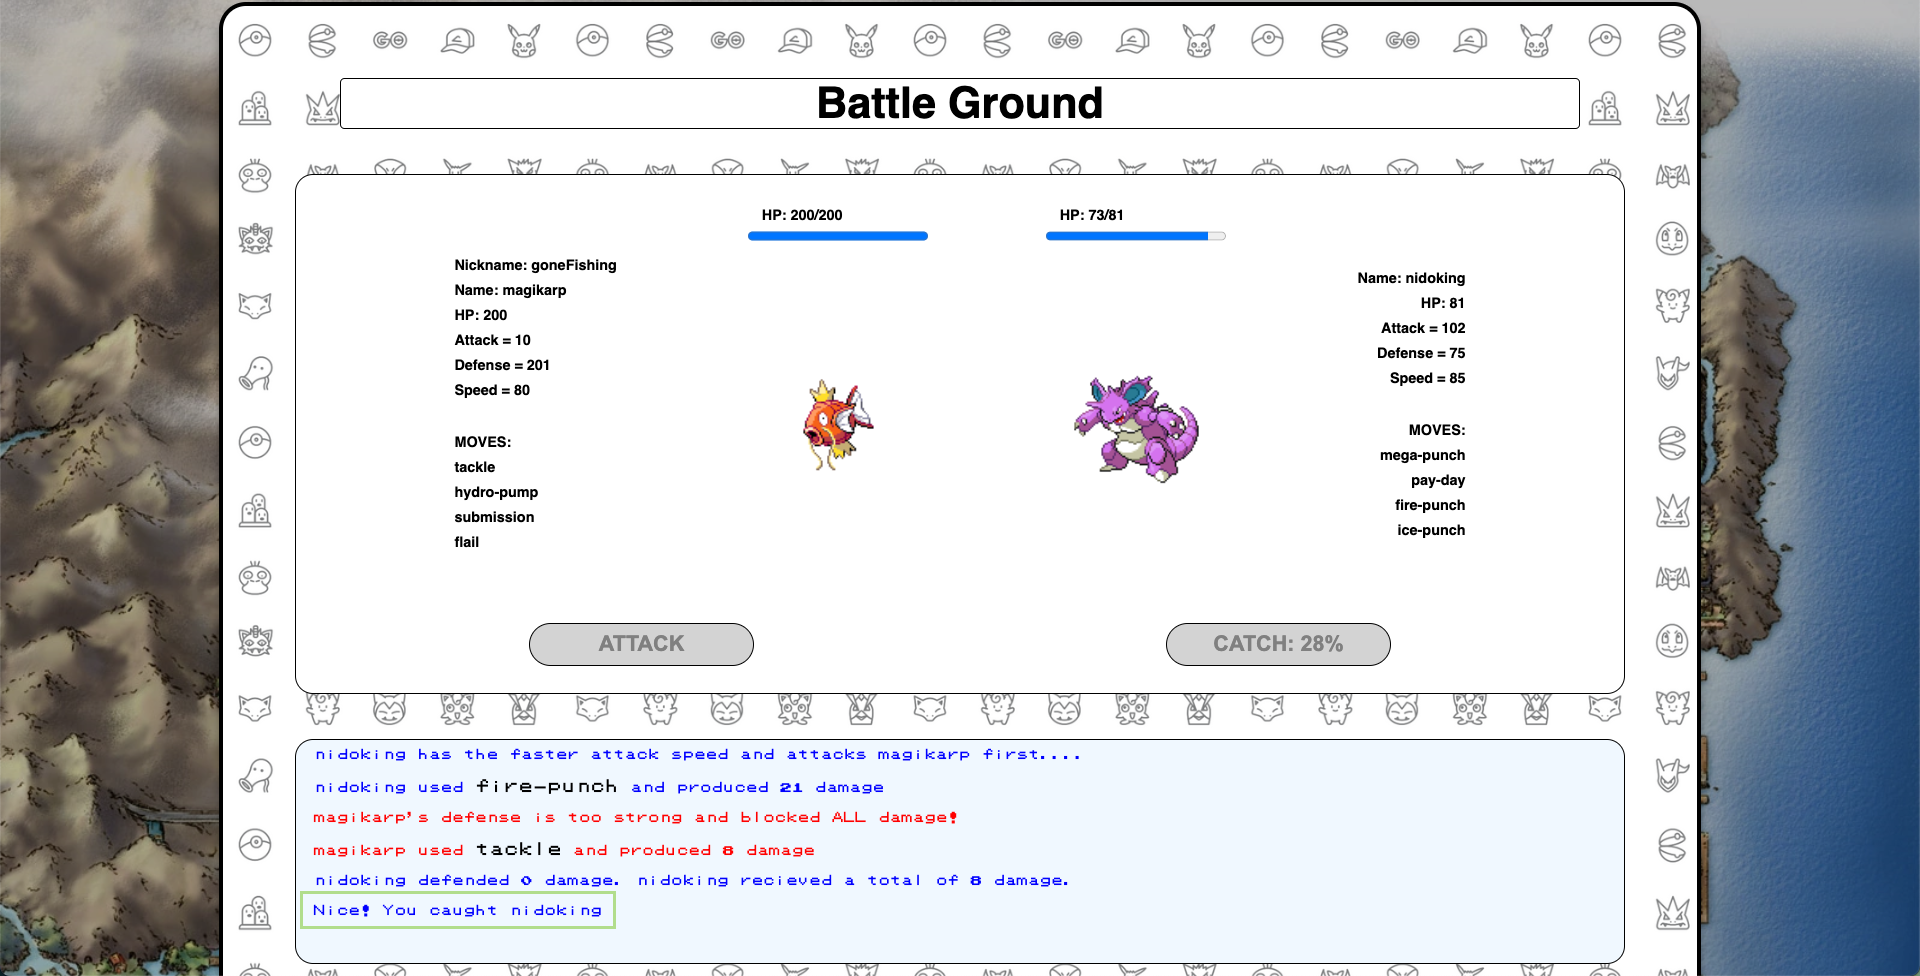 Battle Ground
HP: 200/200
HP: 73/81
Nickname: goneFishing
Name: magikarp
HP: 200
Attack = 10
Defense = 201
Speed = 80
MOVES:
tackle
hydro-pump
submission
flail
Name: nidoking
HP: 81
Attack = 102
Defense = 75
Speed = 85
MOVES:
mega-punch
pay-day
fire-punch
ice-punch
ATTACK
CATCH: 28%
nidoking has the faster attack speed and attacks magikarp first....
nidoking used fire-punch and produced 21 damage
magikarp's defense is too strong and blocked ALL damage!
magikarp used tackle and produced 8 damage
nidoking defended 0 damage. nidoking recieved a total of 8 damage.
Nice! You caught nidoking